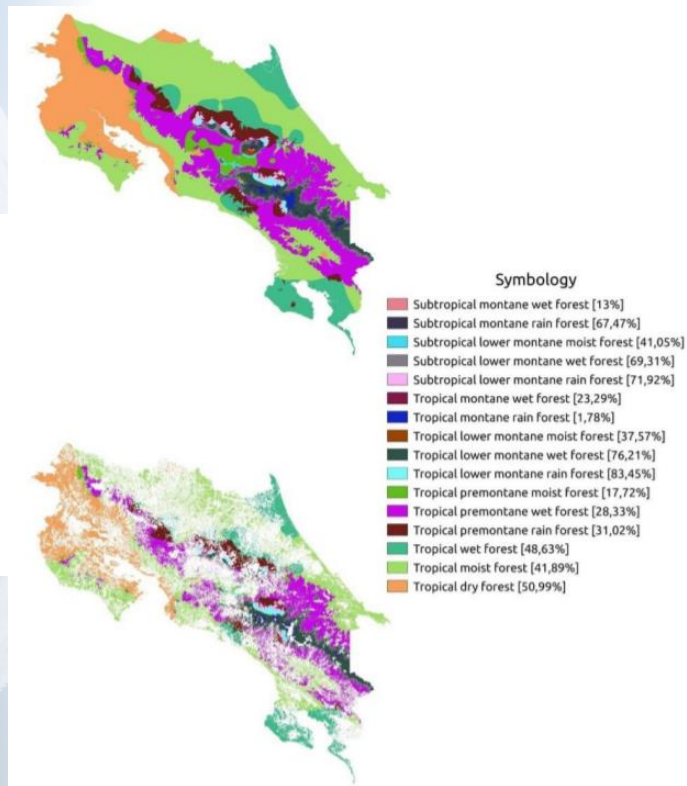 Symbology
Subtropical montane wet forest [13%]
Subtropical montane rain forest [67,47%]
Subtropical lower montane moist forest [41,05%]
Subtropical lower montane wet forest [69,31%]
Subtropical lower montane rain forest [71,92%]
Tropical montane wet forest [23,29%]
Tropical montane rain forest [1,78%]
Tropical lower montane moist forest [37,57%]
Tropical lower montane wet forest [76,21%]
Tropical lower montane rain forest [83,45%]
Tropical premontane moist forest [17,72%]
Tropical premontane wet forest [28,33%]
Tropical premontane rain forest [31,02%]
Tropical wet forest [48,63%]
Tropical moist forest [41,89%]
Tropical dry forest [50,99%]